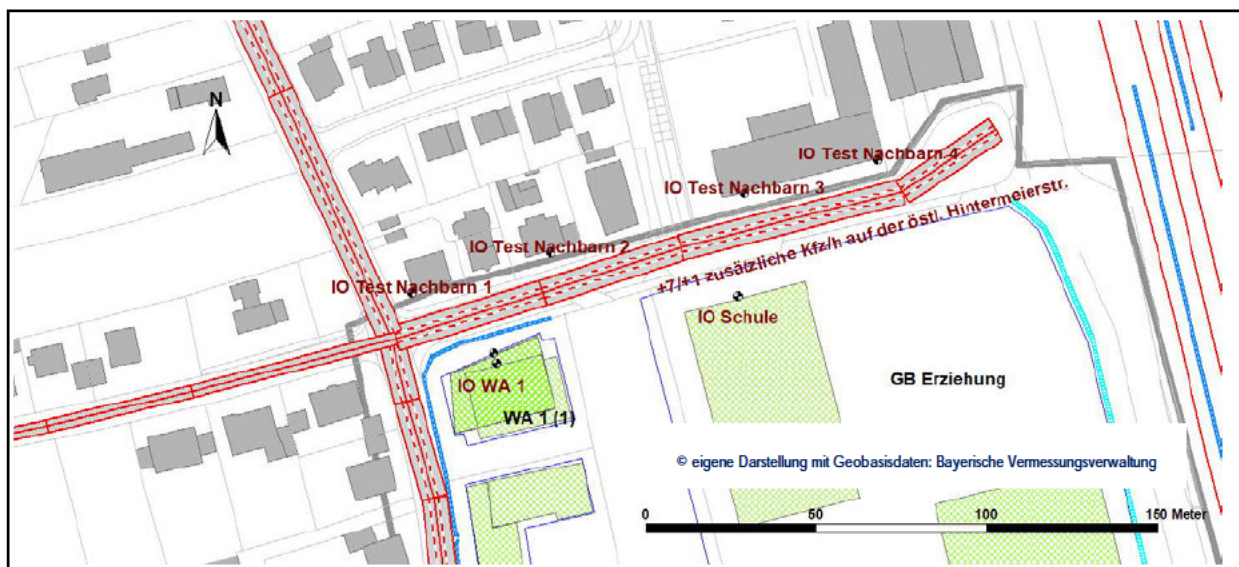 N
IO Test Nachbarn 4
IO Test Nachbarn 3
IO Test Nachbarn 2
IO Test Nachbarn 1
+7/+1 zusätzliche Kfz/h auf der östl. Hintermeierstr.
IO Schule
IO WA 1
WA 1 (1)
GB Erziehung
© eigene Darstellung mit Geobasisdaten: Bayerische Vermessungsverwaltung
0 50 100 150 Meter